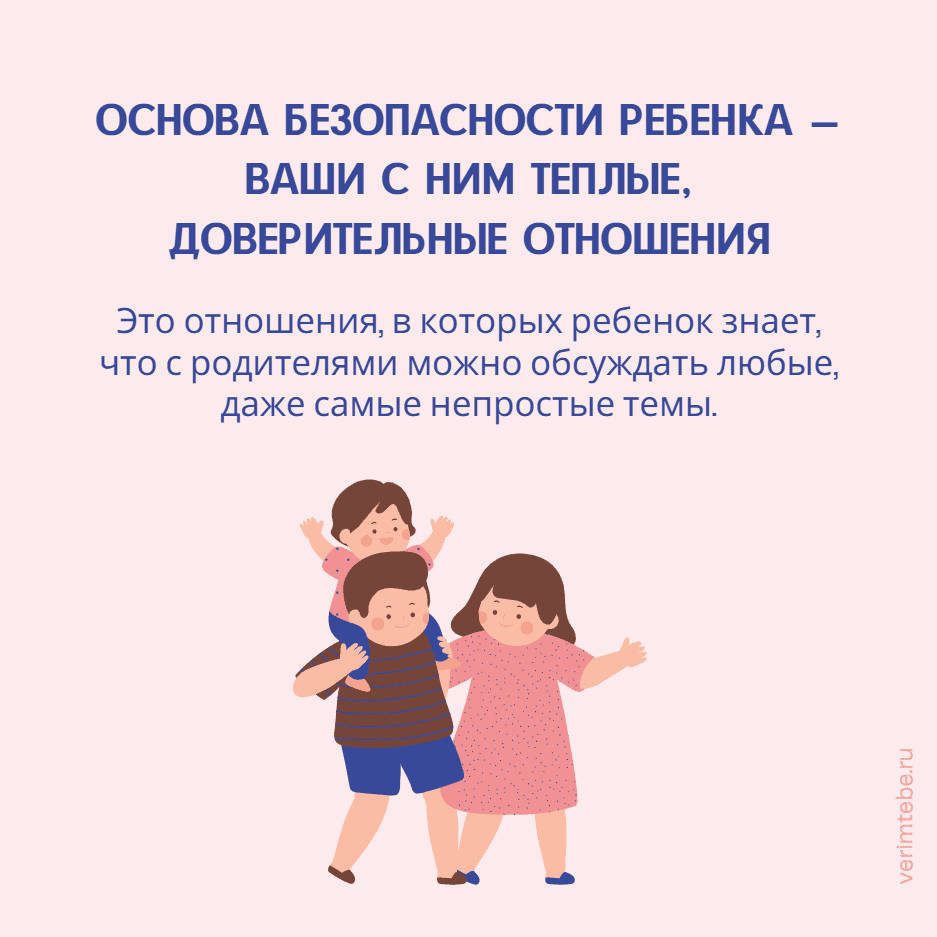 ОСНОВА БЕЗОПАСНОСТИ РЕБЕНКА –
ВАШИ С НИМ ТЕПЛЫЕ,
ДОВЕРИТЕЛЬНЫЕ ОТНОШЕНИЯ
Это отношения, в которых ребенок знает,
что с родителями можно обсуждать любые,
даже самые непростые темы.
verimtebe.ru